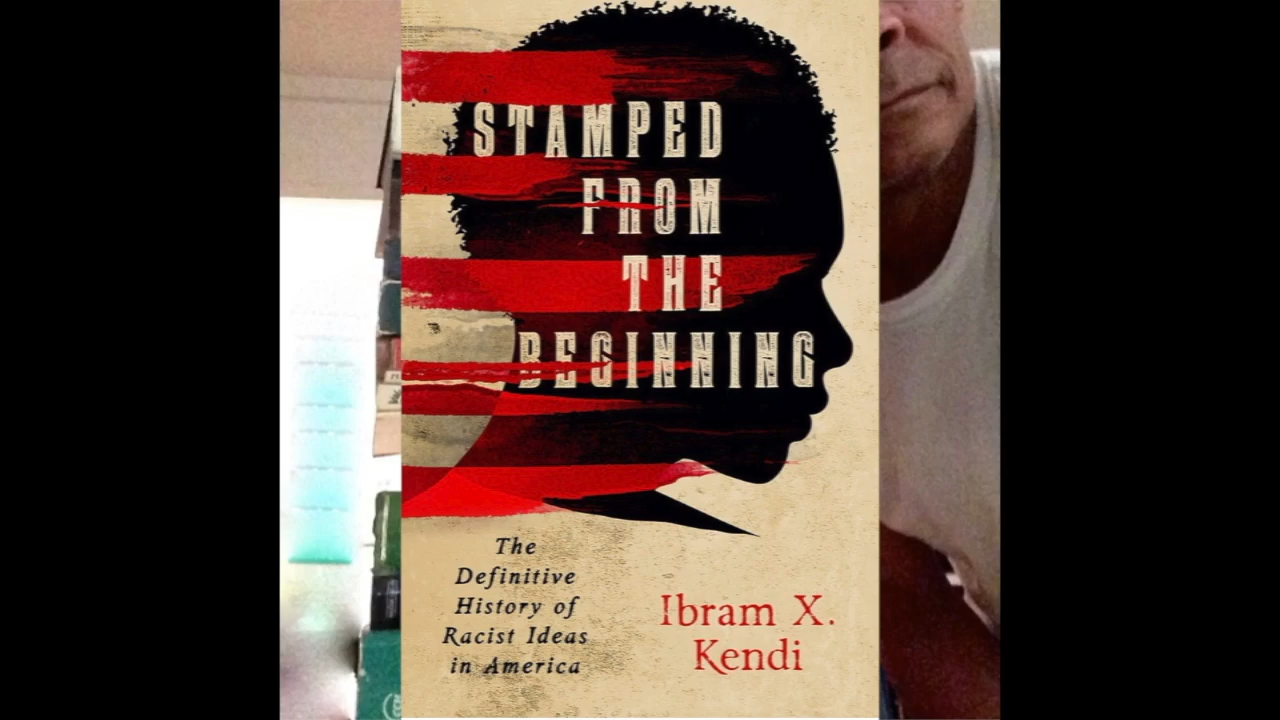 STAMPED
FROM
THE
BEGINNING
The
Definitive
History of
Racist Ideas
in America
Ibram X.
Kendi